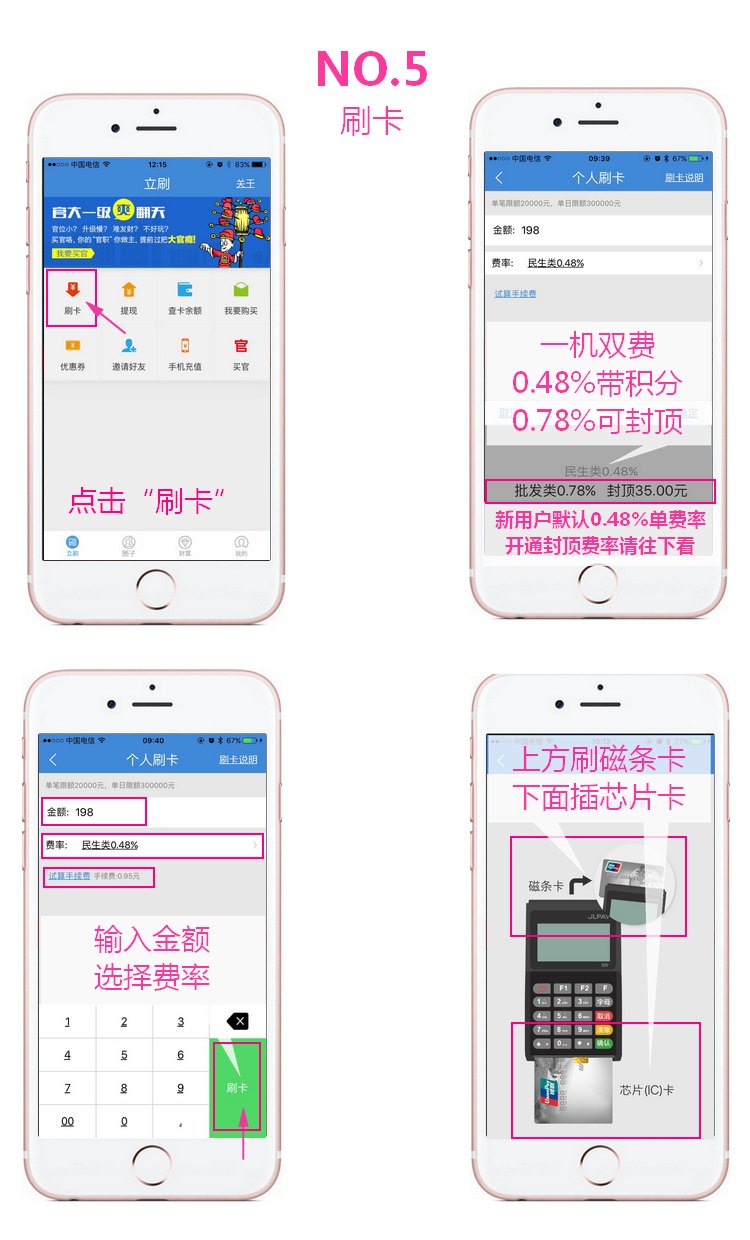 NO.5
刷卡
中国电信
12:15
83%
立刷
关于
官大一级爽翻天
官位小? 升级慢? 难发财? 不好玩?
买官咯, 你的“官职”你做主, 提前过把大官瘾!
我要买官
刷卡
提现
查卡余额
我要购买
优惠券
邀请好友
手机充值
官
买官
点击“刷卡”
立刷
圈子
财富
我的
中国电信
09:39
67%
个人刷卡
刷卡说明
单笔限额20000元, 单日限额300000元
金额: 198
费率: 民生类0.48%
试算手续费
一机双费
0.48%带积分
0.78%可封顶
民生类0.48%
批发类0.78% 封顶35.00元
新用户默认0.48%单费率
开通封顶费率请往下看
中国电信
09:40
67%
个人刷卡
刷卡说明
单笔限额20000元, 单日限额300000元
金额: 198
费率: 民生类0.48%
试算手续费 手续费:0.95元
输入金额
选择费率
1 2 3
4 5 6
7 8 9
00 0 .
刷卡
上方刷磁条卡
下面插芯片卡
磁条卡
JLPAY
F1 F2 F
1 2 3 字母
4 5 6 取消
7 8 9 清除
0 确认
UnionPay
芯片(IC)卡